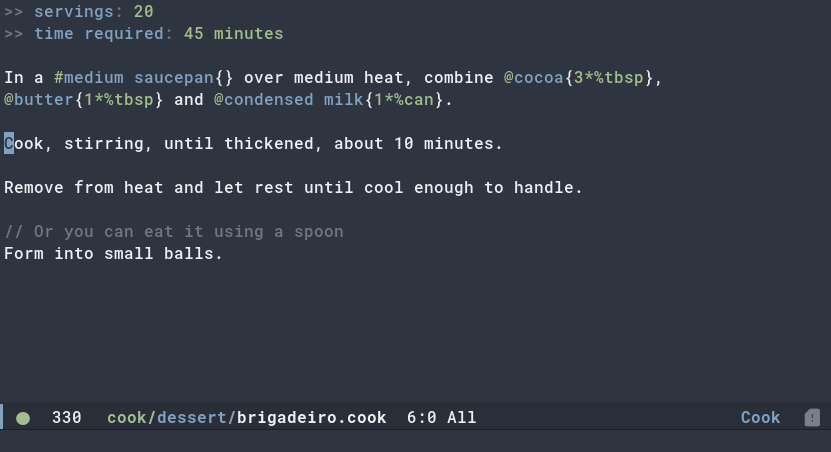 >> servings: 20
>> time required: 45 minutes
In a #medium saucepan{} over medium heat, combine @cocoa{3*%tbsp},
@butter{1*%tbsp} and @condensed milk{1*%can}.
Cook, stirring, until thickened, about 10 minutes.
Remove from heat and let rest until cool enough to handle.
// Or you can eat it using a spoon
Form into small balls.
330 cook/dessert/brigadeiro.cook 6:0 All Cook